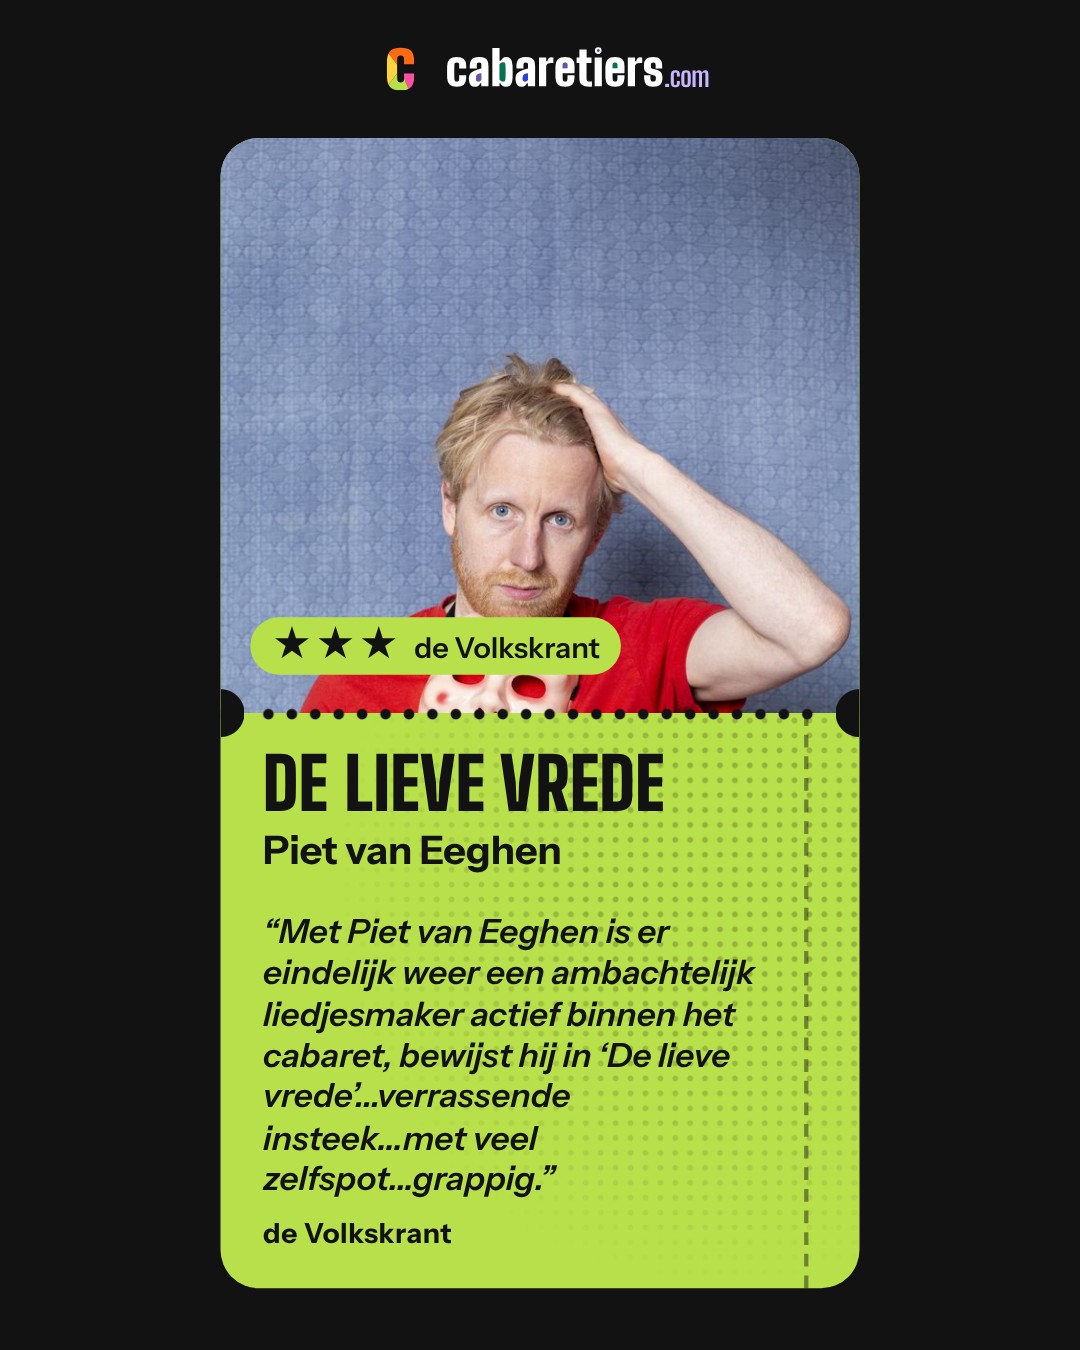 C cabaretiers.com
★★★ de Volkskrant
DE LIEVE VREDE
Piet van Eeghen
“Met Piet van Eeghen is er
eindelijk weer een ambachtelijk
liedjesmaker actief binnen het
cabaret, bewijst hij in ‘De lieve
vrede’...verrassende
insteek...met veel
zelfspot...grappig.”
de Volkskrant